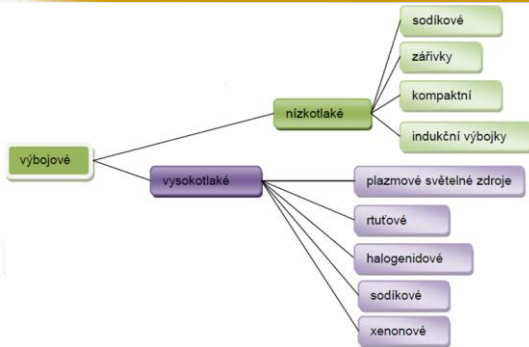 sodíkové
zářivky
kompaktní
nízkotlaké
indukční výbojky
výbojové
vysokotlaké
plazmové světelné zdroje
rtuťové
halogenidové
sodíkové
xenonové